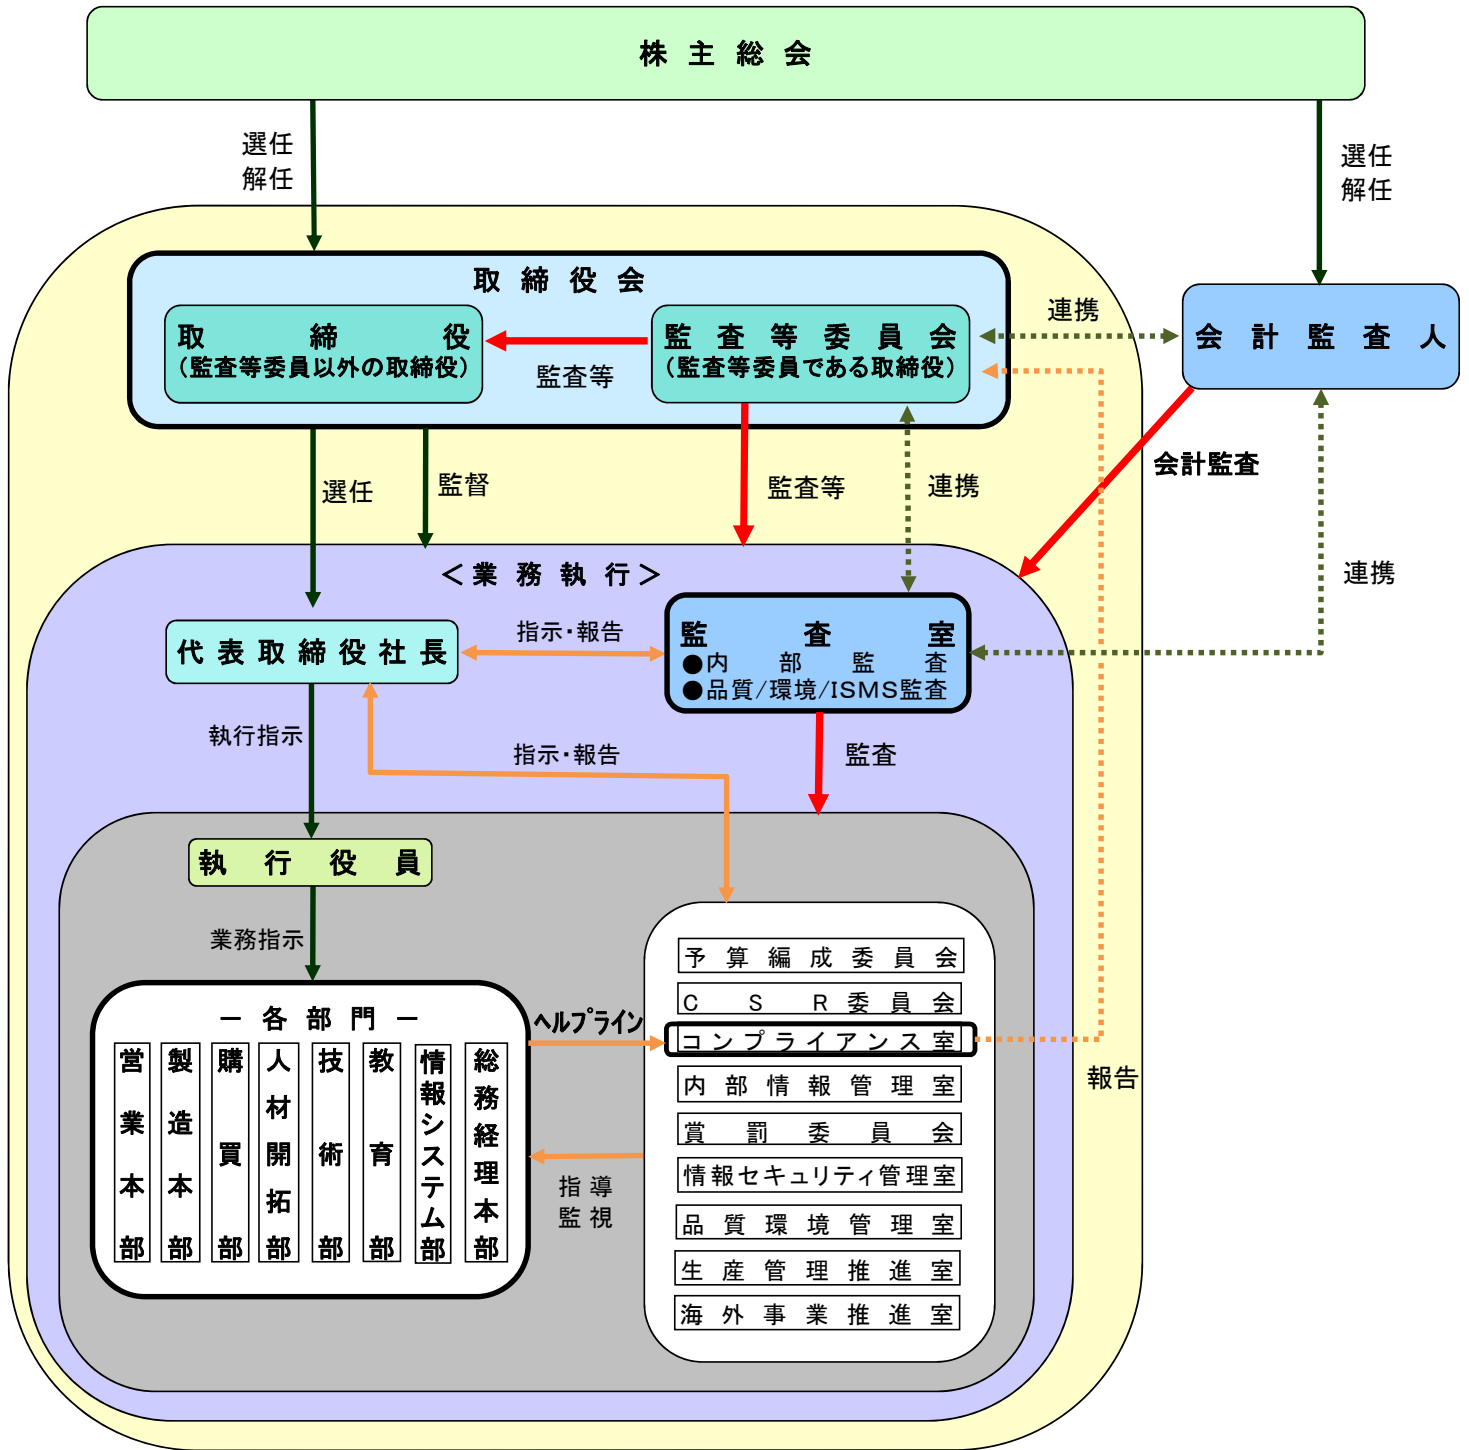 株主総会
選任
解任
選任
解任
取締役会
取締役
(監査等委員以外の取締役)
監査等
監査等委員会
(監査等委員である取締役)
連携
会計監査人
選任
監督
監査等
連携
会計監査
連携
＜業務執行＞
代表取締役社長
指示・報告
監査室
●内部監査
●品質/環境/ISMS監査
執行指示
指示・報告
監査
執行役員
業務指示
－各部門－
営業本部
製造本部
購買部
人材開拓部
技術部
教育部
情報システム部
総務経理本部
ヘルプライン
指導
監視
予算編成委員会
CSR委員会
コンプライアンス室
内部情報管理室
賞罰委員会
情報セキュリティ管理室
品質環境管理室
生産管理推進室
海外事業推進室
報告